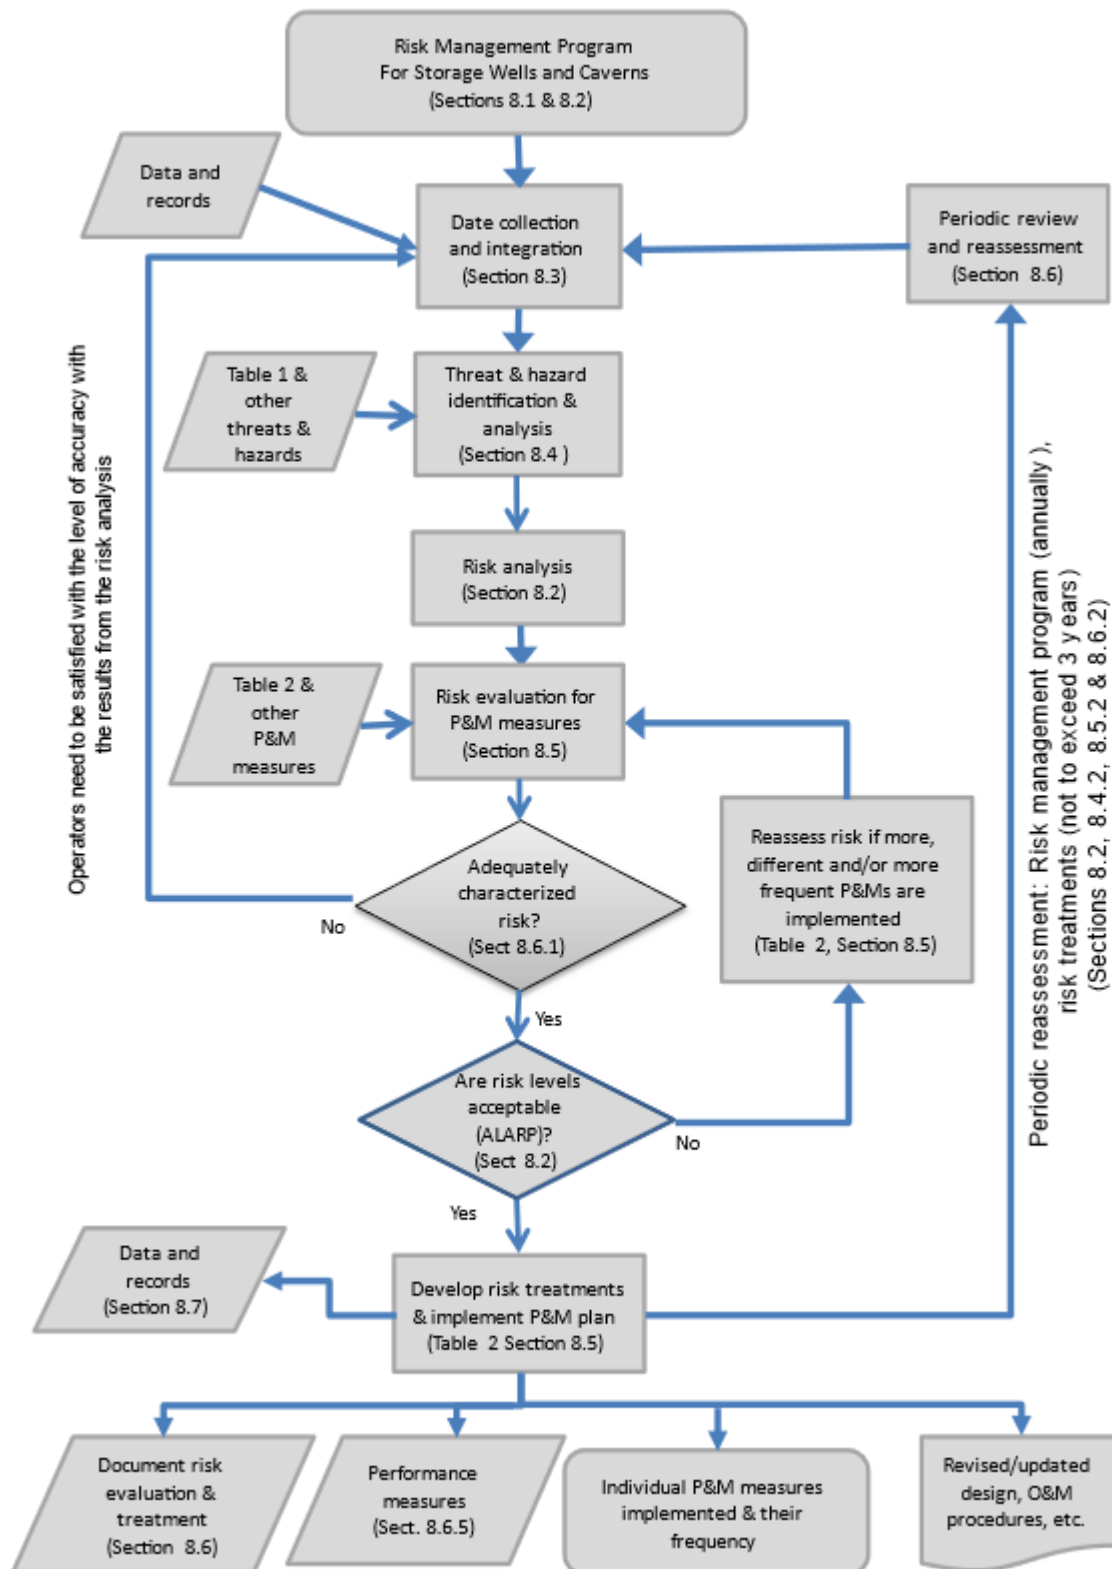 Risk Management Program
For Storage Wells and Caverns
(Sections 8.1 & 8.2)
Data and
records
Date collection
and integration
(Section 8.3)
Periodic review
and reassessment
(Section 8.6)
Table 1 &
other
threats &
hazards
Threat & hazard
identification &
analysis
(Section 8.4 )
Risk analysis
(Section 8.2)
Table 2 &
other
P&M
measures
Risk evaluation for
P&M measures
(Section 8.5)
Operators need to be satisfied with the level of accuracy with
the results from the risk analysis
Adequately
characterized
risk?
(Sect 8.6.1)
No
Yes
Reassess risk if more,
different and/or more
frequent P&Ms are
implemented
(Table 2, Section 8.5)
Are risk levels
acceptable
(ALARP)?
(Sect 8.2)
No
Yes
Periodic reassessment: Risk management program (annually ),
risk treatments (not to exceed 3 years )
(Sections 8.2, 8.4.2, 8.5.2 & 8.6.2)
Data and
records
(Section 8.7)
Develop risk treatments
& implement P&M plan
(Table 2 Section 8.5)
Document risk
evaluation &
treatment
(Section 8.6)
Performance
measures
(Sect. 8.6.5)
Individual P&M measures
implemented & their
frequency
Revised/updated
design, O&M
procedures, etc.